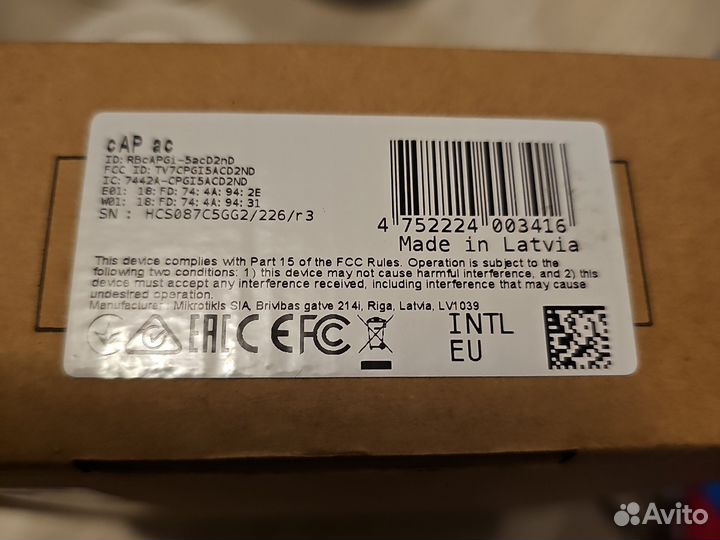 cAP ac
ID: RBcAPGi-5acD2nD
FCC ID: TV7CPGI5ACD2ND
IC: 7442A-CPGI5ACD2ND
E01: 18:FD:74:4A:94:2E
W01: 18:FD:74:4A:94:31
SN : HCS087C5GG2/226/r3
4 752224 003416
Made in Latvia
This device complies with Part 15 of the FCC Rules. Operation is subject to the
following two conditions: 1) this device may not cause harmful interference, and 2) this
device must accept any interference received, including interference that may cause
undesired operation.
Manufacturer: Mikrotikls SIA, Brivibas gatve 214i, Riga, Latvia, LV1039
EAC CE FC INTL
EU
Avito